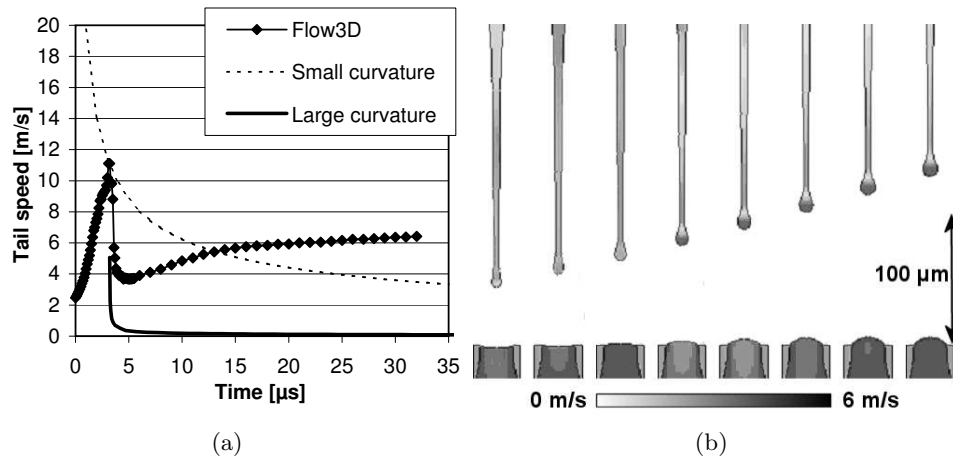 (a)
20
18
16
14
12
10
8
6
4
2
0
Tail speed [m/s]
0 5 10 15 20 25 30 35
Time [µs]
Flow3D
Small curvature
Large curvature
(b)
100 µm
0 m/s 6 m/s